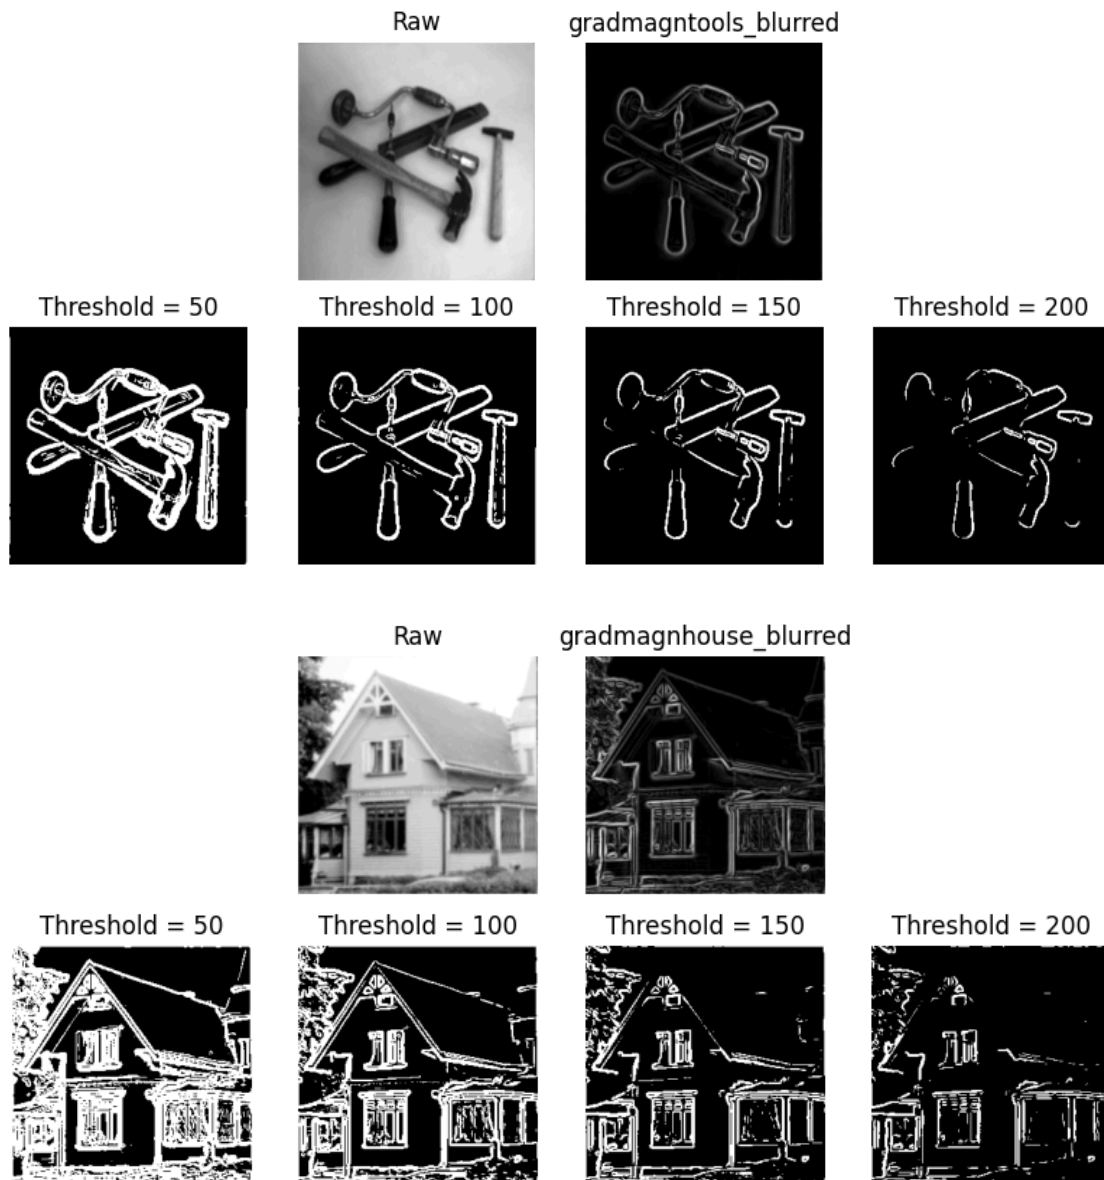 Raw
gradmagntools_blurred
Threshold = 50
Threshold = 100
Threshold = 150
Threshold = 200
Raw
gradmagnhouse_blurred
Threshold = 50
Threshold = 100
Threshold = 150
Threshold = 200